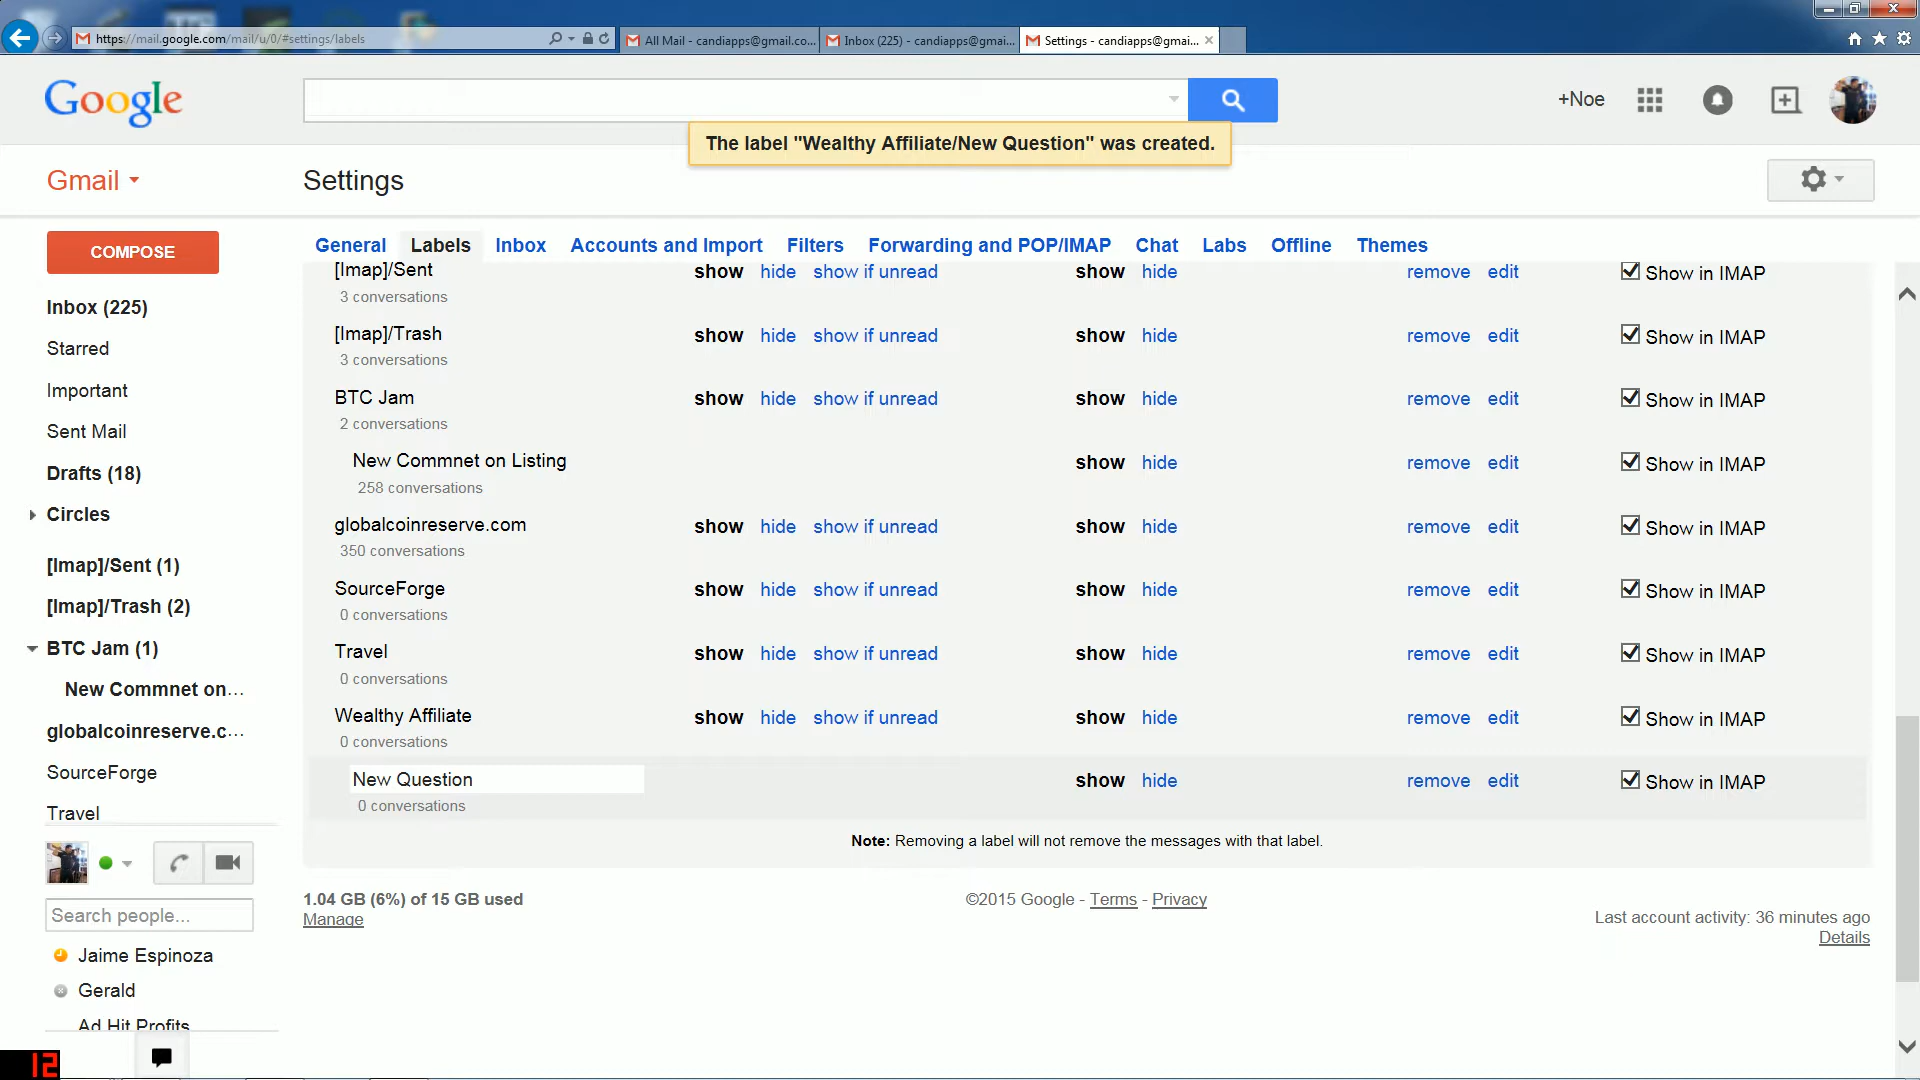 https://mail.google.com/mail/u/0/#settings/labels
All Mail - candiapps@gmail.co...
Inbox (225) - candiapps@gmai...
Settings - candiapps@gmai...
Google
+Noe
The label "Wealthy Affiliate/New Question" was created.
Gmail
Settings
COMPOSE
General Labels Inbox Accounts and Import Filters Forwarding and POP/IMAP Chat Labs Offline Themes
Inbox (225)
Starred
Important
Sent Mail
Drafts (18)
Circles
[Imap]/Sent (1)
[Imap]/Trash (2)
BTC Jam (1)
New Commnet on...
globalcoinreserve.c...
SourceForge
Travel
Search people...
Jaime Espinoza
Gerald
Ad Hit Profits
[Imap]/Sent show hide show if unread show hide remove edit Show in IMAP
3 conversations
[Imap]/Trash show hide show if unread show hide remove edit Show in IMAP
3 conversations
BTC Jam show hide show if unread show hide remove edit Show in IMAP
2 conversations
New Commnet on Listing show hide remove edit Show in IMAP
258 conversations
globalcoinreserve.com show hide show if unread show hide remove edit Show in IMAP
350 conversations
SourceForge show hide show if unread show hide remove edit Show in IMAP
0 conversations
Travel show hide show if unread show hide remove edit Show in IMAP
0 conversations
Wealthy Affiliate show hide show if unread show hide remove edit Show in IMAP
0 conversations
New Question show hide remove edit Show in IMAP
0 conversations
Note: Removing a label will not remove the messages with that label.
1.04 GB (6%) of 15 GB used
Manage
©2015 Google - Terms - Privacy
Last account activity: 36 minutes ago
Details
12